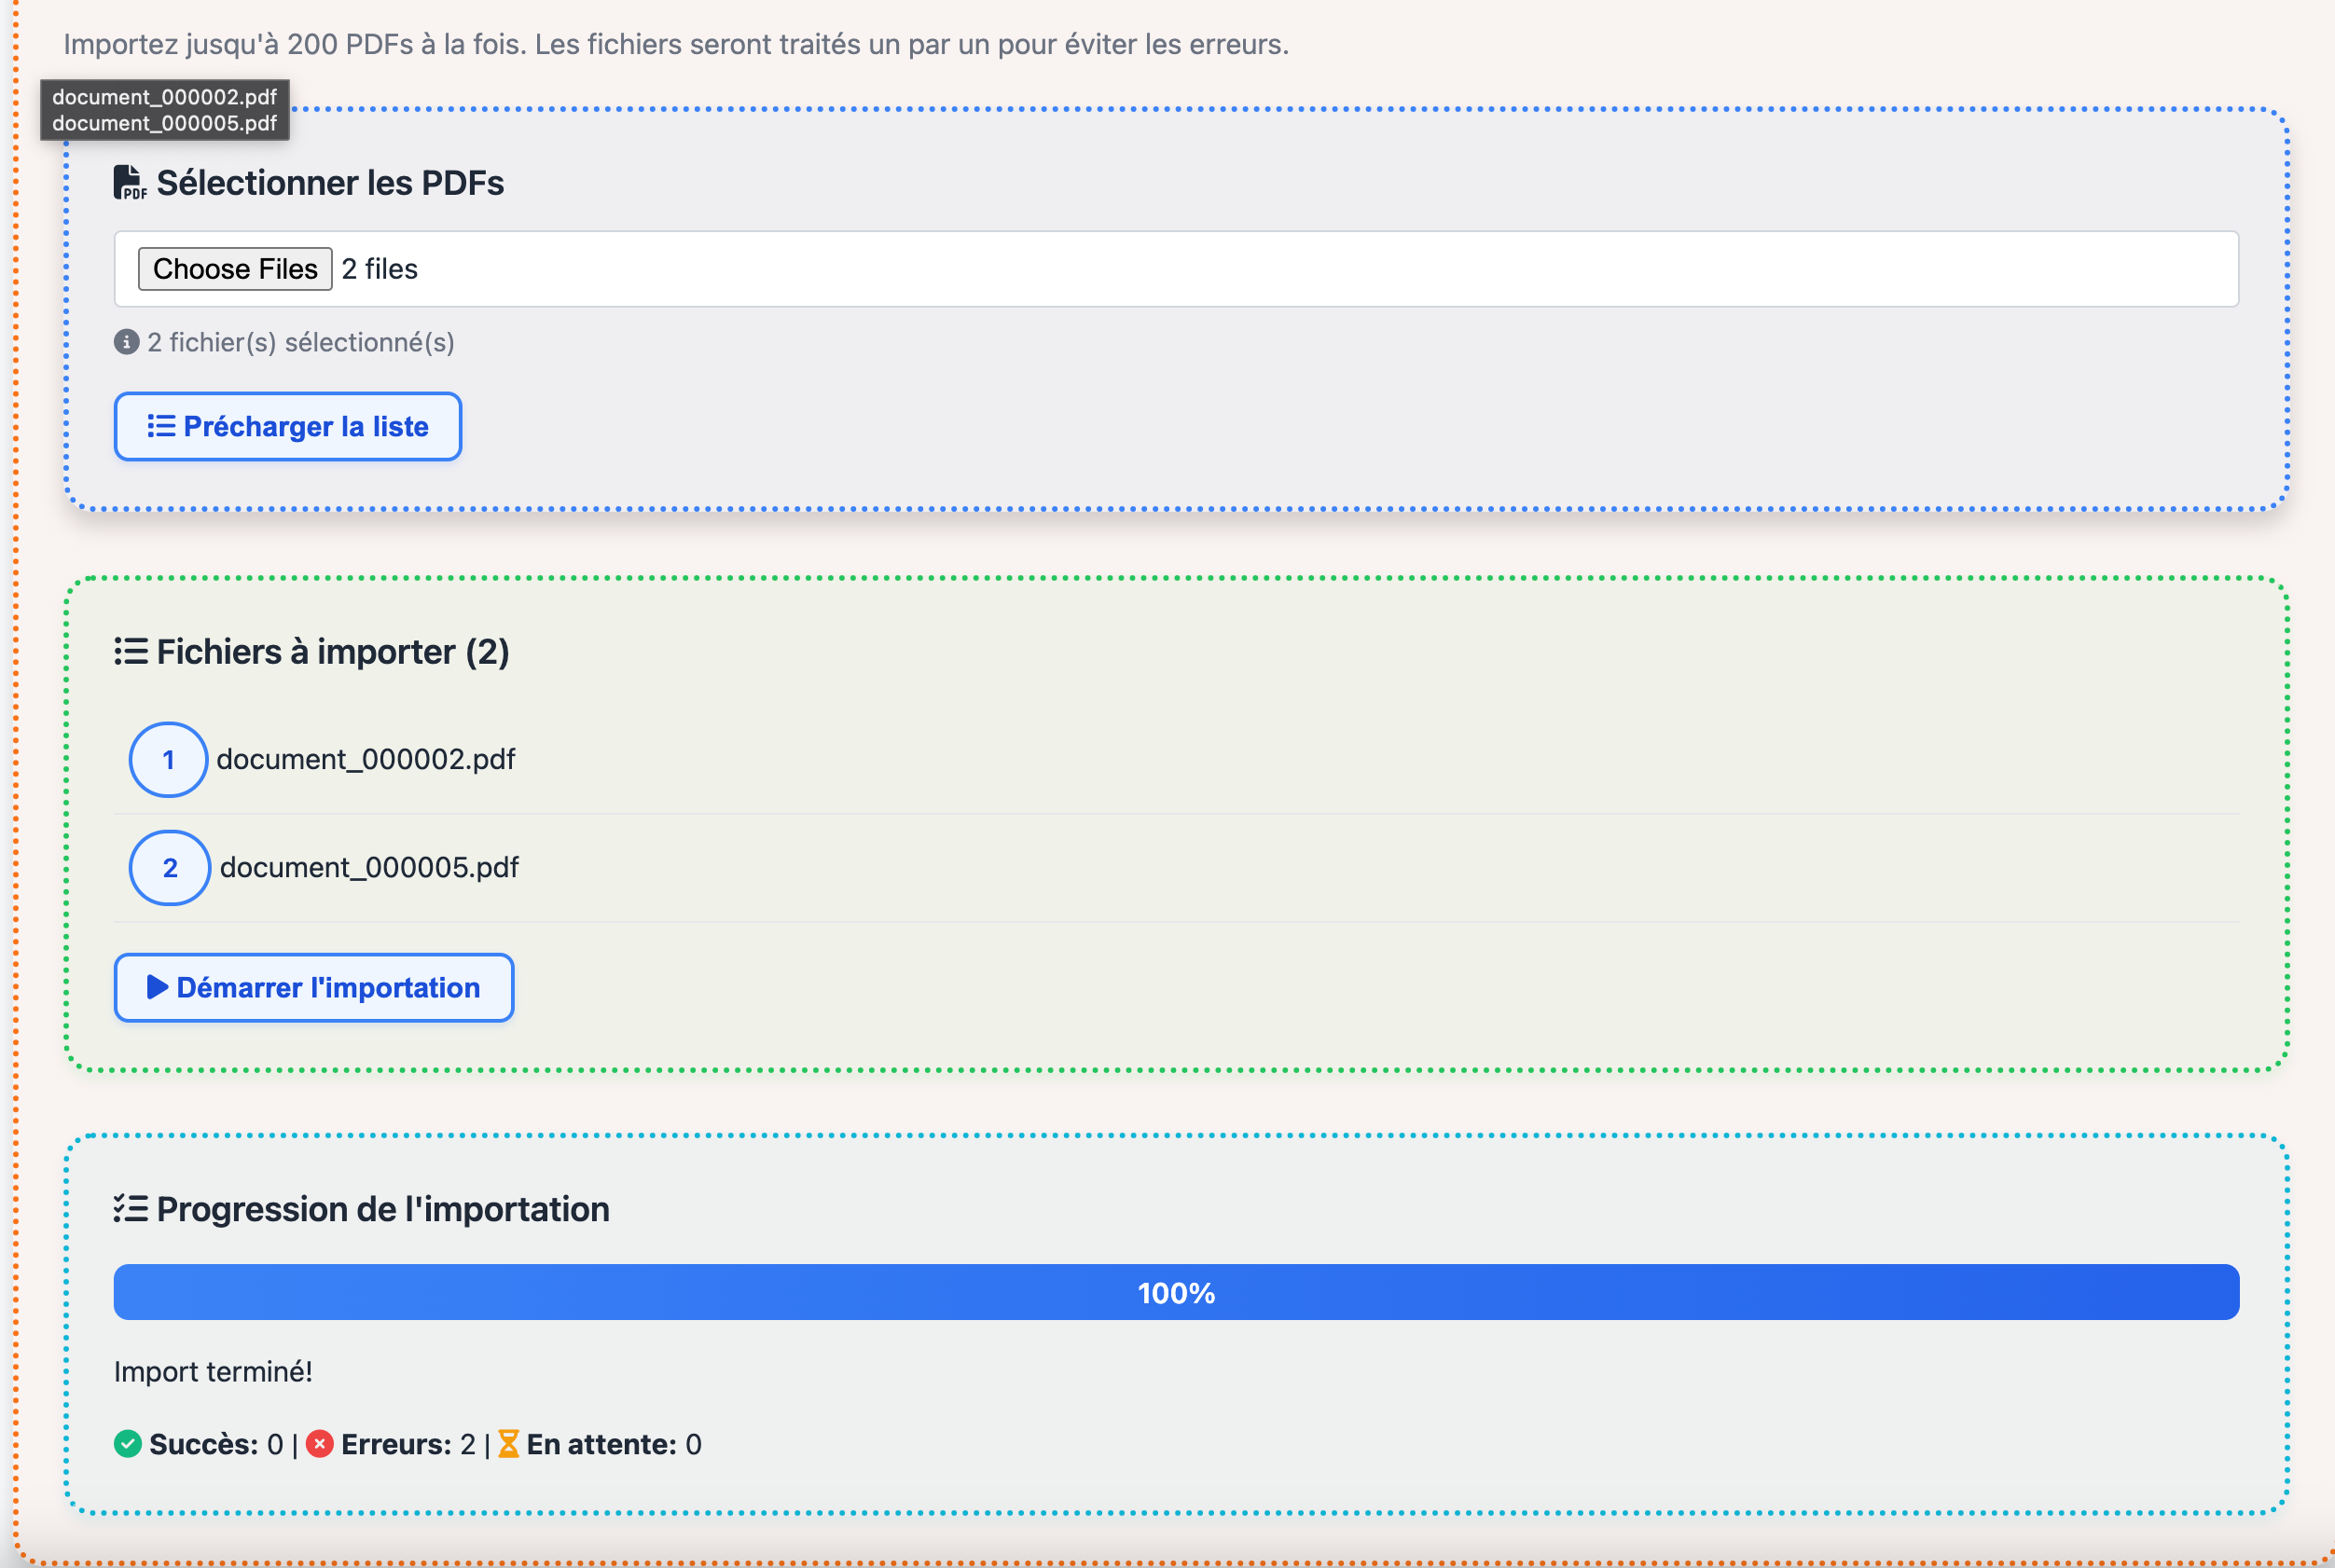 Importez jusqu'à 200 PDFs à la fois. Les fichiers seront traités un par un pour éviter les erreurs.
document_000002.pdf
document_000005.pdf
PDF Sélectionner les PDFs
Choose Files 2 files
2 fichier(s) sélectionné(s)
Précharger la liste
Fichiers à importer (2)
1 document_000002.pdf
2 document_000005.pdf
Démarrer l'importation
Progression de l'importation
100%
Import terminé!
Succès: 0 | Erreurs: 2 | En attente: 0